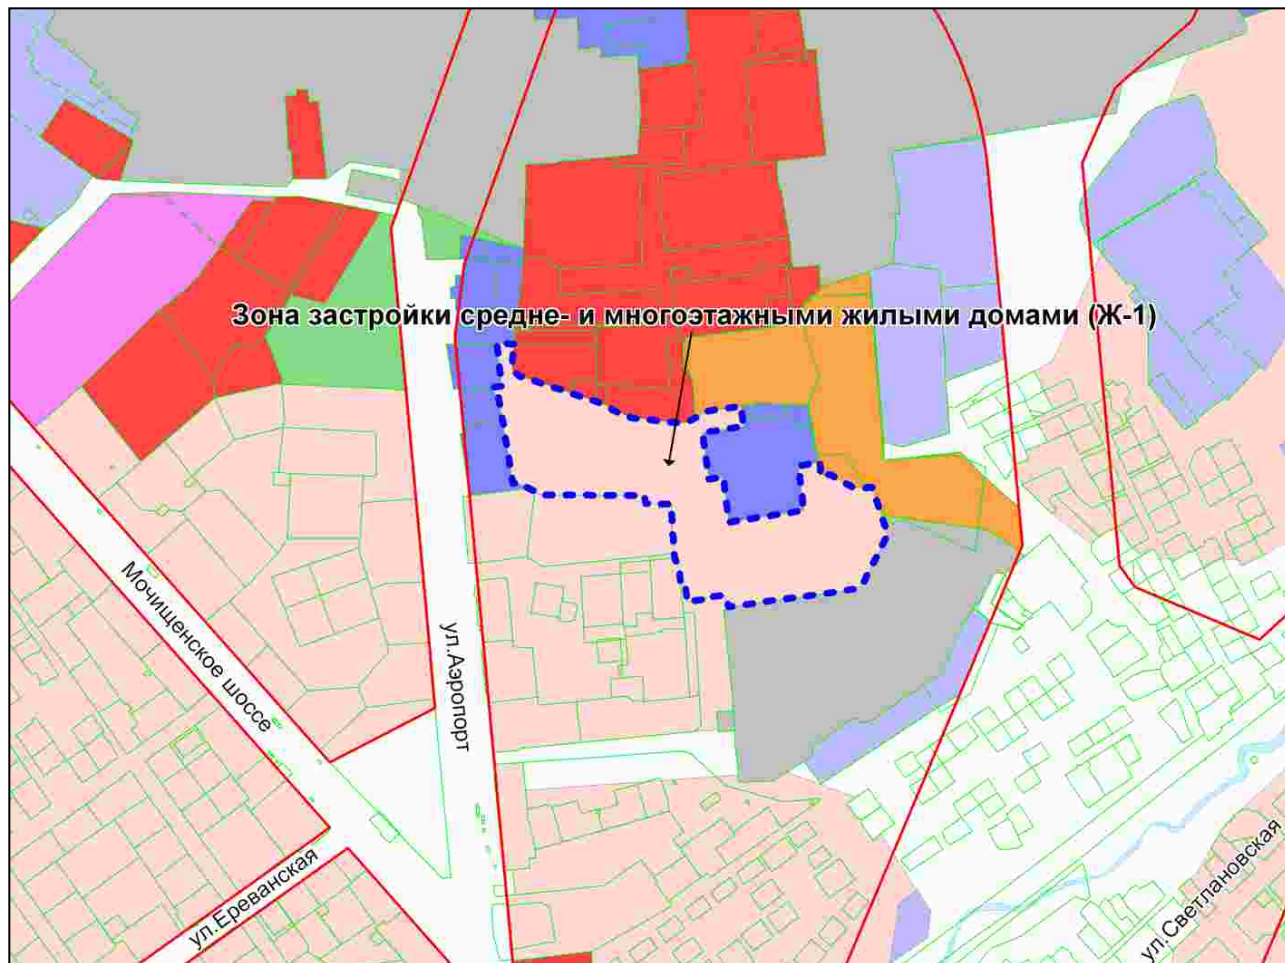 Зона застройки средне- и многоэтажными жилыми домами (Ж-1)
Мочищенское шоссе
ул.Аэропорт
ул.Ереванская
ул.Светлановская